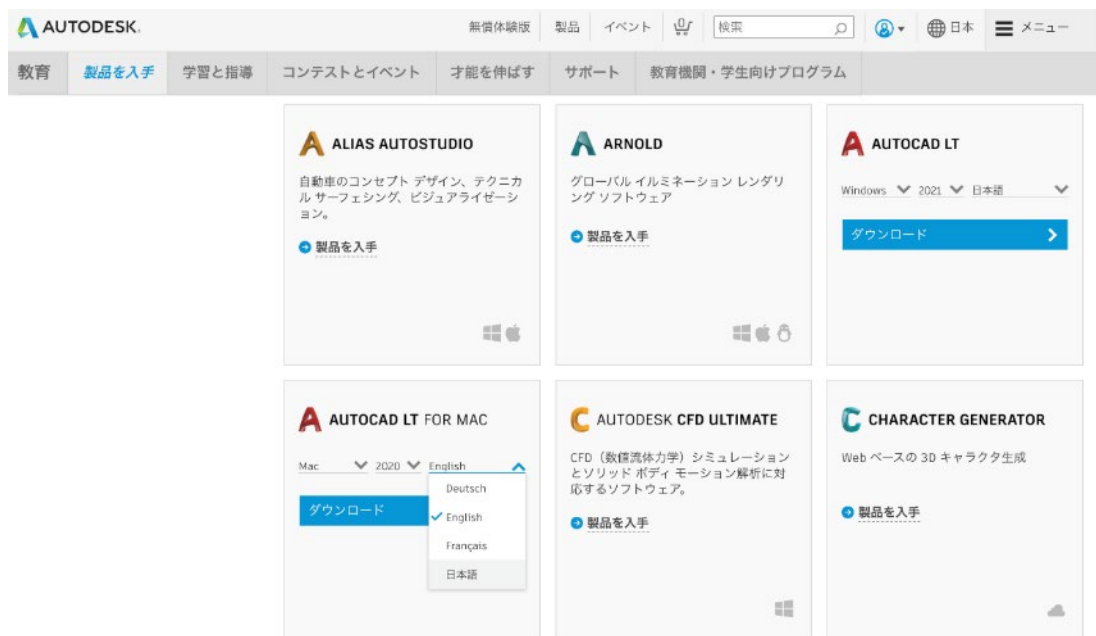 AUTODESK.
無償体験版 製品 イベント 0 検索 日本 メニュー
教育 製品を入手 学習と指導 コンテストとイベント 才能を伸ばす サポート 教育機関・学生向けプログラム
ALIAS AUTOSTUDIO
自動車のコンセプト デザイン、テクニカ
ル サーフェシング、ビジュアライゼーシ
ョン。
製品を入手
ARNOLD
グローバル イルミネーション レンダリ
ング ソフトウェア
製品を入手
AUTOCAD LT
Windows 2021 日本語
ダウンロード
AUTOCAD LT FOR MAC
Mac 2020 English
Deutsch
ダウンロード
English
Français
日本語
AUTODESK CFD ULTIMATE
CFD（数値流体力学）シミュレーション
とソリッド ボディ モーション解析に対
応するソフトウェア。
製品を入手
CHARACTER GENERATOR
Web ベースの 3D キャラクタ生成
製品を入手